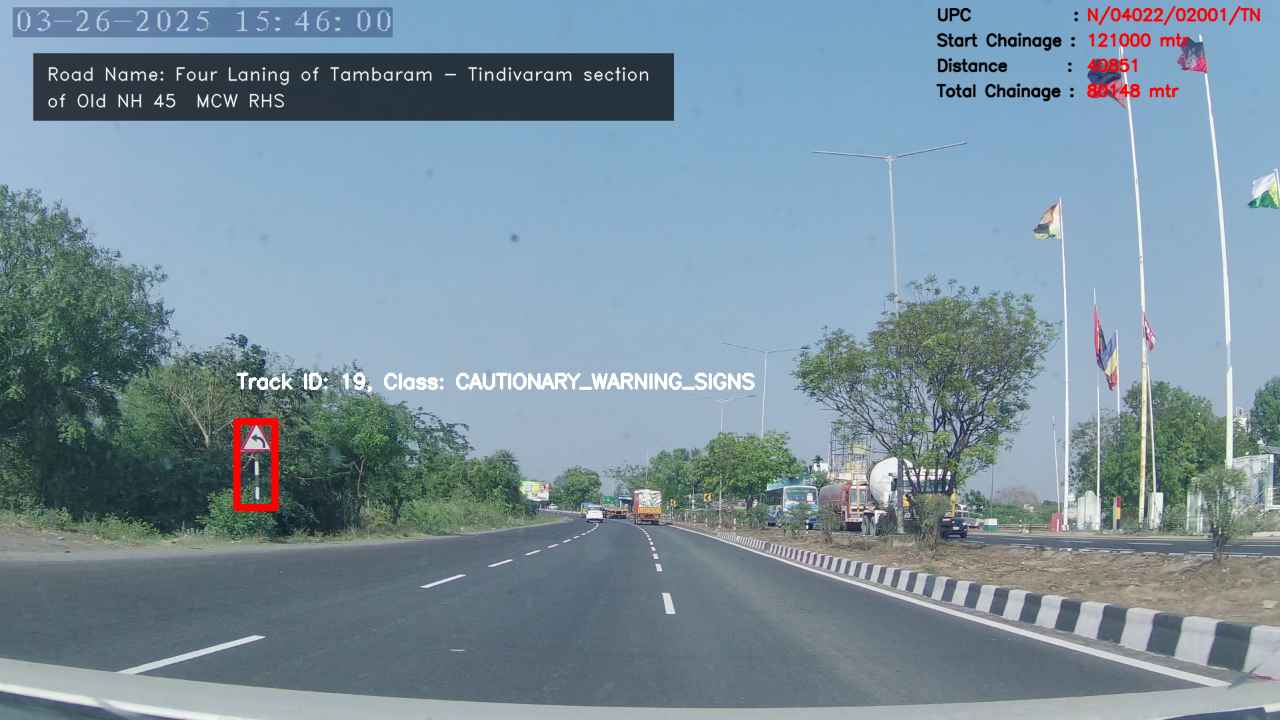 03-26-2025 15:46:00
Road Name: Four Laning of Tambaram - Tindivaram section
of Old NH 45 MCW RHS
UPC : N/04022/02001/TN
Start Chainage : 121000 mtr
Distance : 40851
Total Chainage : 80148 mtr
Track ID: 19, Class: CAUTIONARY_WARNING_SIGNS